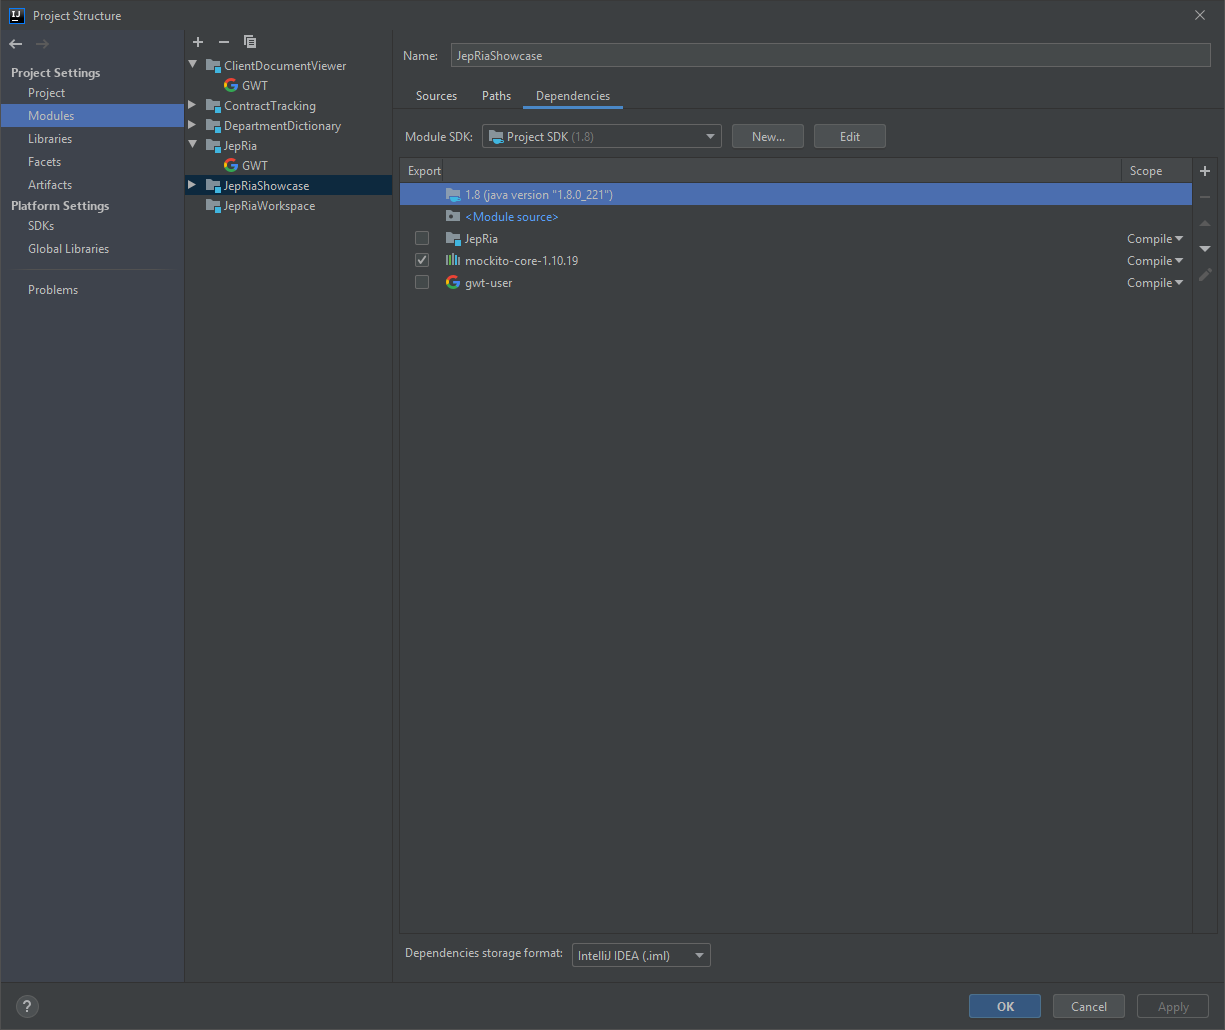 Project Structure
Project Settings
Project
Modules
Libraries
Facets
Artifacts
Platform Settings
SDKs
Global Libraries
Problems
ClientDocumentViewer
GWT
ContractTracking
DepartmentDictionary
JepRia
GWT
JepRiaShowcase
JepRiaWorkspace
Name: JepRiaShowcase
Sources Paths Dependencies
Module SDK: Project SDK (1.8) New... Edit
Export Scope
1.8 (java version "1.8.0_221")
<Module source>
JepRia Compile
mockito-core-1.10.19 Compile
gwt-user Compile
Dependencies storage format: IntelliJ IDEA (.iml)
? OK Cancel Apply